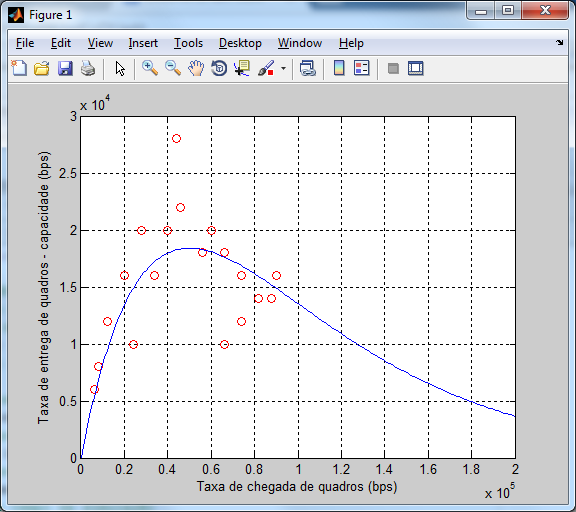 Figure 1
File Edit View Insert Tools Desktop Window Help
x 10^4
3
2.5
2
1.5
1
0.5
0
Taxa de entrega de quadros - capacidade (bps)
0 0.2 0.4 0.6 0.8 1 1.2 1.4 1.6 1.8 2
Taxa de chegada de quadros (bps)
x 10^5